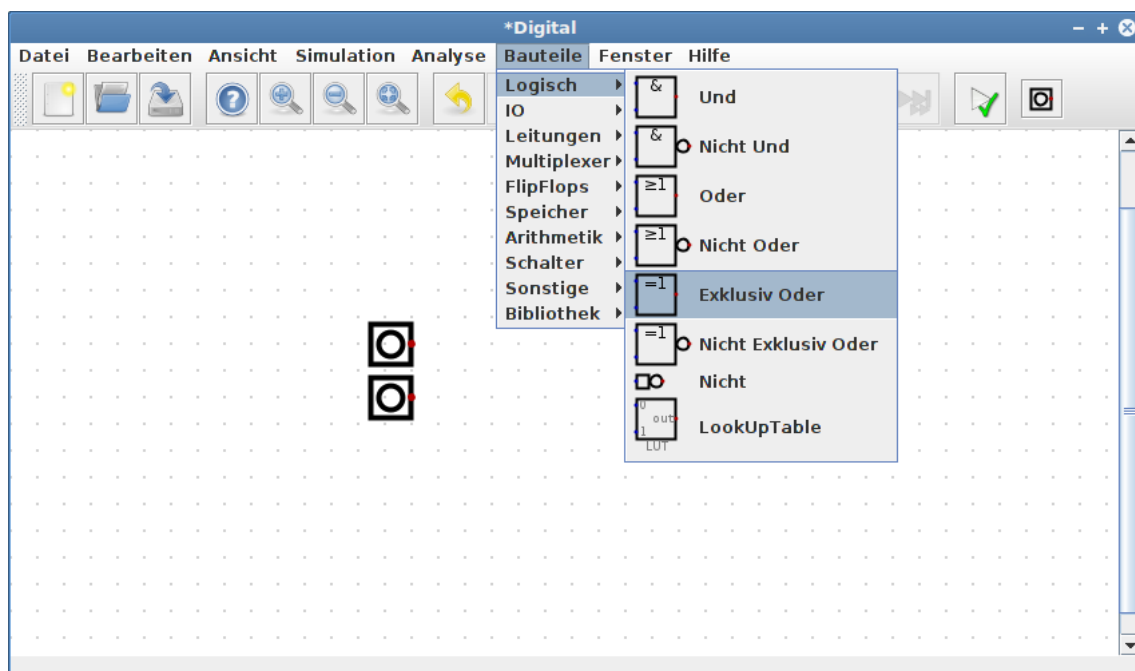 *Digital
Datei Bearbeiten Ansicht Simulation Analyse Bauteile Fenster Hilfe
Logisch
IO
Leitungen
Multiplexer
FlipFlops
Speicher
Arithmetik
Schalter
Sonstige
Bibliothek
& Und
& Nicht Und
≥1 Oder
≥1 Nicht Oder
=1 Exklusiv Oder
=1 Nicht Exklusiv Oder
Nicht
0
out LookUpTable
1
LUT